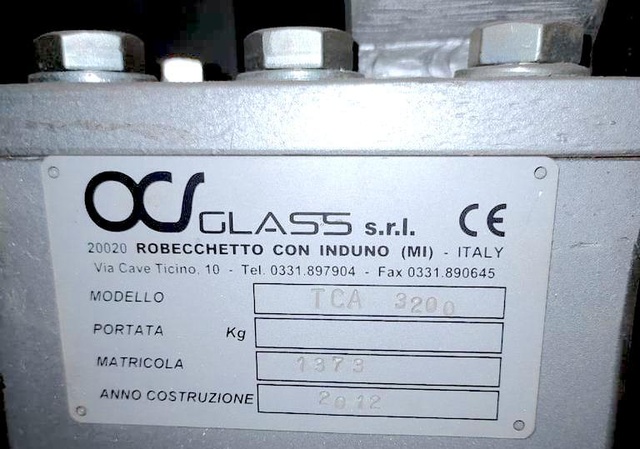 OCS GLASS s.r.l. CE
20020 ROBECCHETTO CON INDUNO (MI) - ITALY
Via Cave Ticino, 10 - Tel. 0331.897904 - Fax 0331.890645
MODELLO TCA 3200
PORTATA Kg
MATRICOLA 1373
ANNO COSTRUZIONE 2012